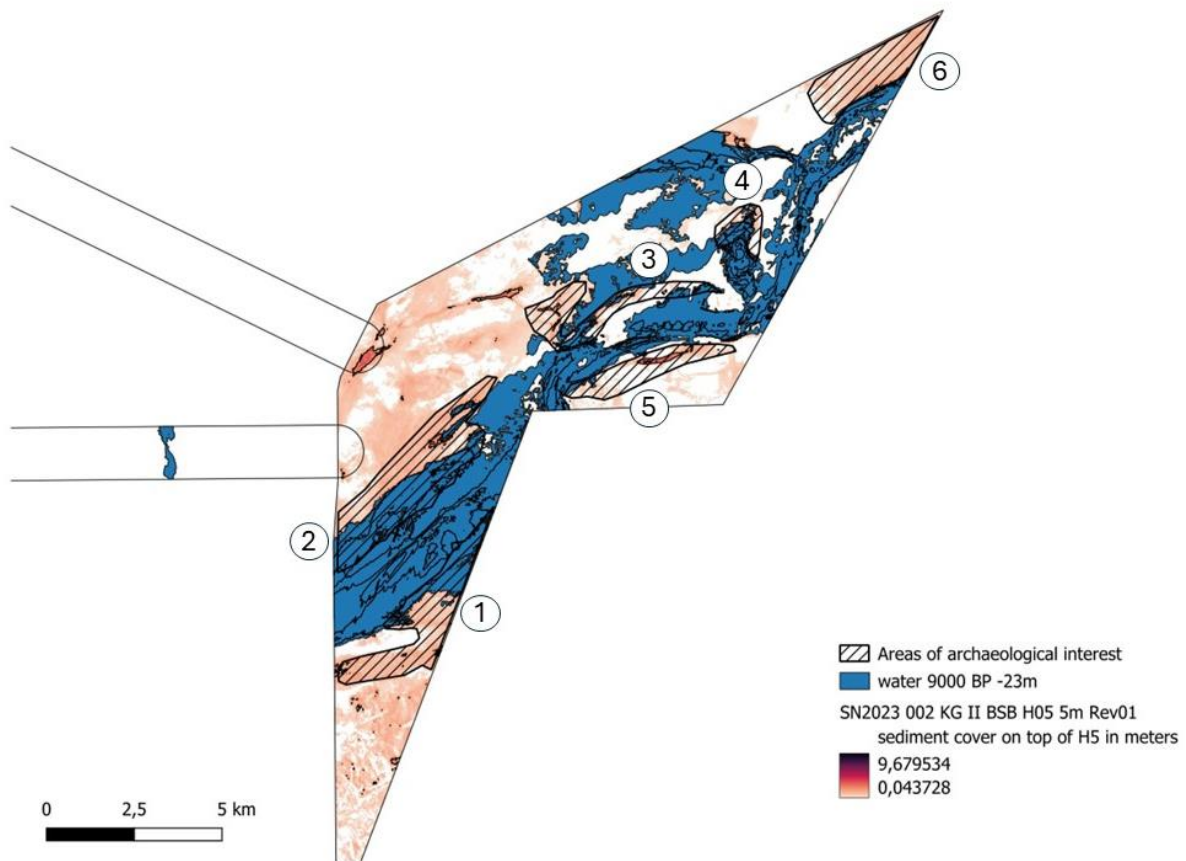 6
4
3
5
2
1
Areas of archaeological interest
water 9000 BP -23m
SN2023 002 KG II BSB H05 5m Rev01
sediment cover on top of H5 in meters
9,679534
0,043728
0 2,5 5 km